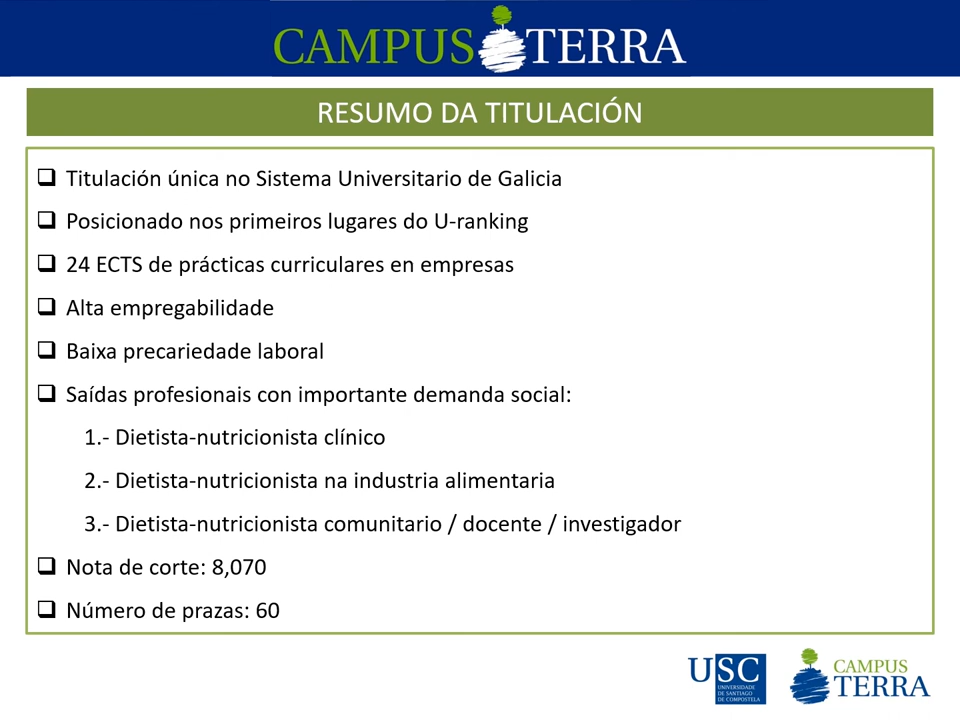 CAMPUS TERRA
RESUMO DA TITULACIÓN
❑ Titulación única no Sistema Universitario de Galicia
❑ Posicionado nos primeiros lugares do U-ranking
❑ 24 ECTS de prácticas curriculares en empresas
❑ Alta empregabilidade
❑ Baixa precariedade laboral
❑ Saídas profesionais con importante demanda social:
1.- Dietista-nutricionista clínico
2.- Dietista-nutricionista na industria alimentaria
3.- Dietista-nutricionista comunitario / docente / investigador
❑ Nota de corte: 8,070
❑ Número de prazas: 60
USC
UNIVERSIDADE
DE SANTIAGO
DE COMPOSTELA
CAMPUS
TERRA